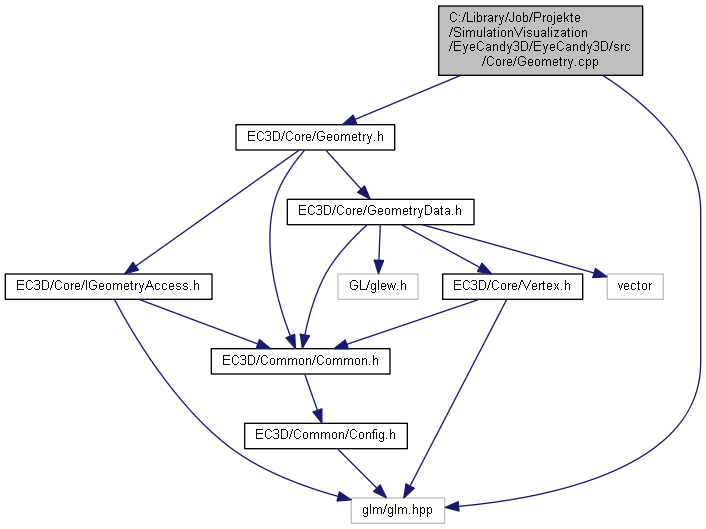 C:/Library/Job/Projekte
/SimulationVisualization
/EyeCandy3D/EyeCandy3D/src
/Core/Geometry.cpp
EC3D/Core/Geometry.h
EC3D/Core/GeometryData.h
EC3D/Core/IGeometryAccess.h
GL/glew.h
EC3D/Core/Vertex.h
vector
EC3D/Common/Common.h
EC3D/Common/Config.h
glm/glm.hpp